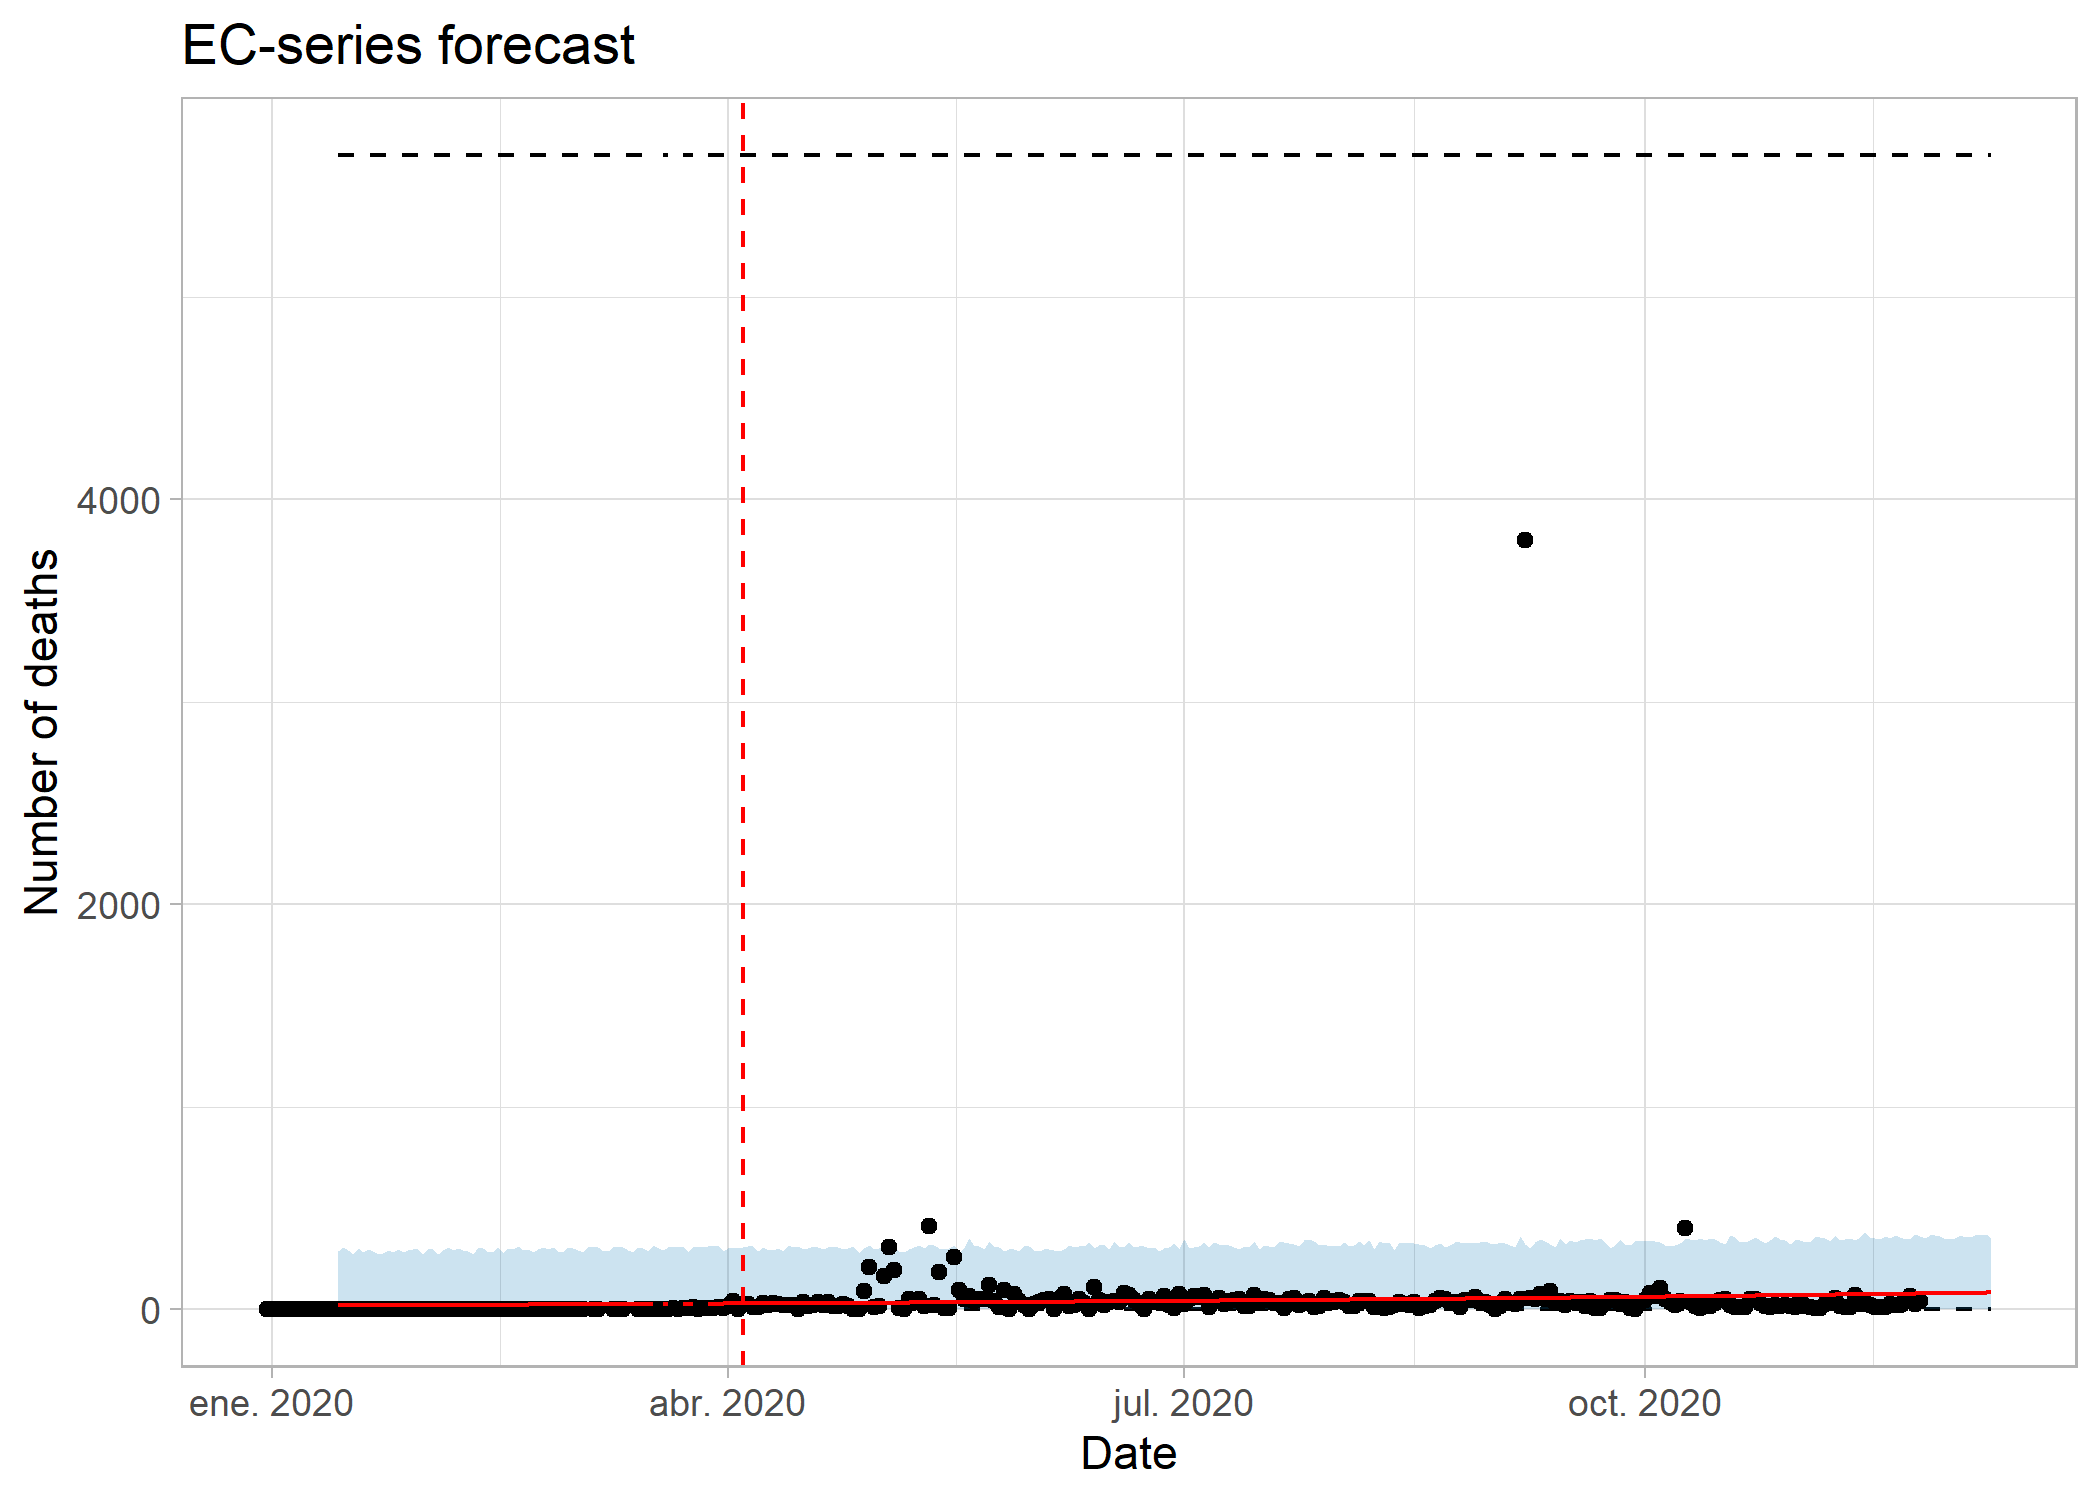 EC-series forecast
Number of deaths
4000
2000
0
ene. 2020 abr. 2020 jul. 2020 oct. 2020
Date